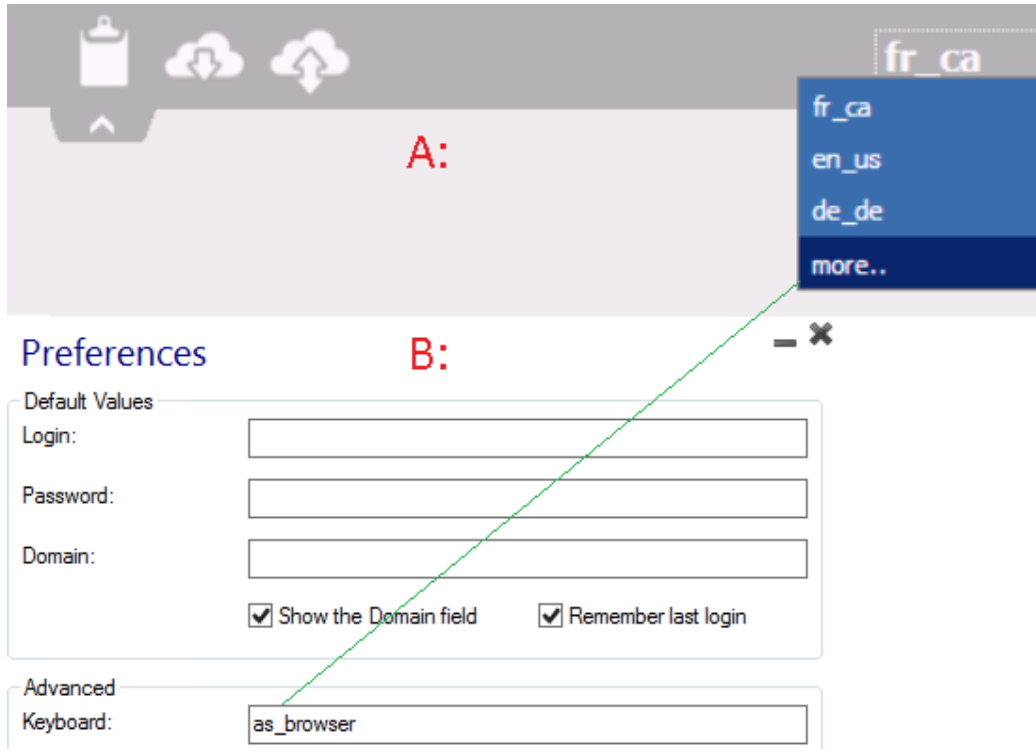 fr_ca
fr_ca
A:
en_us
de_de
more..
Preferences
B:
Default Values
Login:
Password:
Domain:
Show the Domain field
Remember last login
Advanced
Keyboard:
as_browser